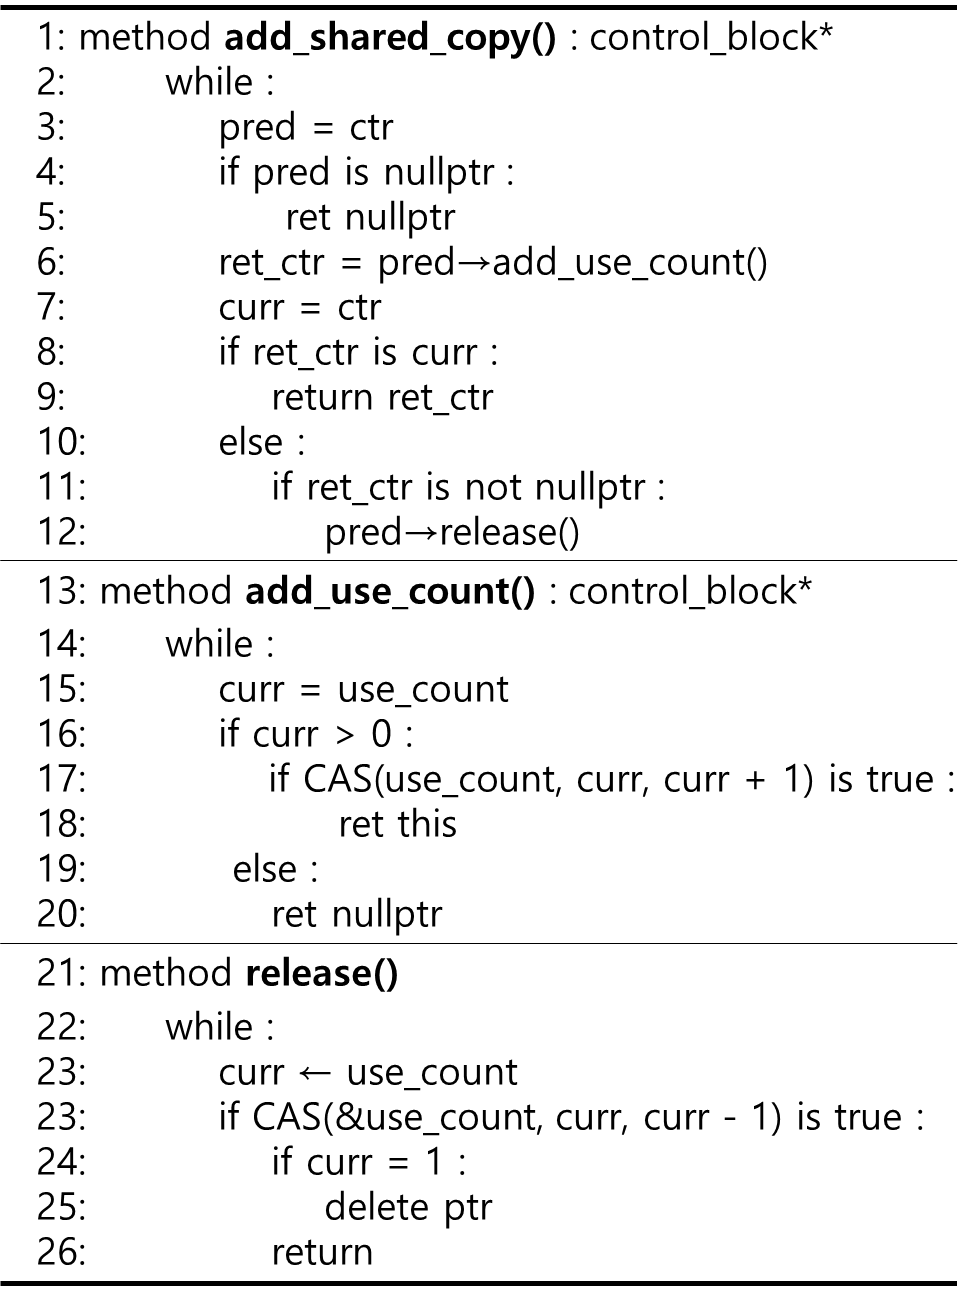 1: method add_shared_copy() : control_block*
2: while :
3: pred = ctr
4: if pred is nullptr :
5: ret nullptr
6: ret_ctr = pred→add_use_count()
7: curr = ctr
8: if ret_ctr is curr :
9: return ret_ctr
10: else :
11: if ret_ctr is not nullptr :
12: pred→release()
13: method add_use_count() : control_block*
14: while :
15: curr = use_count
16: if curr > 0 :
17: if CAS(use_count, curr, curr + 1) is true :
18: ret this
19: else :
20: ret nullptr
21: method release()
22: while :
23: curr ← use_count
23: if CAS(&use_count, curr, curr - 1) is true :
24: if curr = 1 :
25: delete ptr
26: return